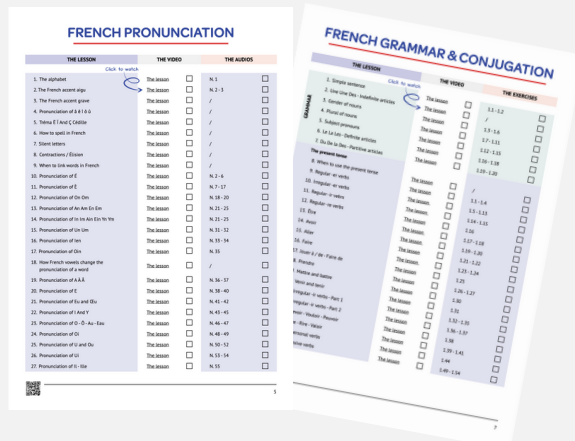 FRENCH PRONUNCIATION
THE LESSON THE VIDEO THE AUDIOS
Click to watch
1. The alphabet The lesson N. 1
2. The French accent aigu The lesson N. 2 - 3
3. The French accent grave The lesson /
4. Pronunciation of â ê î ô û The lesson /
5. Tréma Ë Ï And Ç Cédille The lesson /
6. How to spell in French The lesson /
7. Silent letters The lesson /
8. Contractions / Élision The lesson /
9. When to link words in French The lesson /
10. Pronunciation of É The lesson N. 2 - 6
11. Pronunciation of È The lesson N. 7 - 17
12. Pronunciation of On Om The lesson N. 18 - 20
13. Pronunciation of An Am En Em The lesson N. 21 - 25
14. Pronunciation of In Im Ain Ein Yn Ym The lesson N. 21 - 25
15. Pronunciation of Un Um The lesson N. 31 - 32
16. Pronunciation of Ien The lesson N. 33 - 34
17. Pronunciation of Oin The lesson N. 35
18. How French vowels change the
pronunciation of a word The lesson /
19. Pronunciation of A À Â The lesson N. 36 - 37
20. Pronunciation of E The lesson N. 38 - 40
21. Pronunciation of Eu and Œu The lesson N. 41 - 42
22. Pronunciation of I And Y The lesson N. 43 - 45
23. Pronunciation of O - Ô - Au - Eau The lesson N. 46 - 47
24. Pronunciation of Oi The lesson N. 48 - 49
25. Pronunciation of U and Ou The lesson N. 50 - 52
26. Pronunciation of Ui The lesson N. 53 - 54
27. Pronunciation of Il - Ille The lesson N. 55
5
FRENCH GRAMMAR & CONJUGATION
THE LESSON THE VIDEO THE EXERCISES
Click to watch
GRAMMAR
1. Simple sentence The lesson 1.1 - 1.2
2. Une Une Des - Indefinite articles The lesson /
3. Gender of nouns The lesson 1.3 - 1.6
4. Plural of nouns The lesson 1.7 - 1.11
5. Subject pronouns The lesson 1.12 - 1.15
6. Le La Les - Definite articles The lesson 1.16 - 1.18
7. Du De La Des - Partitive articles The lesson 1.19 - 1.20
The present tense
8. When to use the present tense The lesson /
9. Regular -er verbs The lesson 1.1 - 1.4
10. Irregular -er verbs The lesson 1.5 - 1.13
11. Regular -ir verbs The lesson 1.14 - 1.15
12. Regular -re verbs The lesson 1.16
13. Être The lesson 1.17 - 1.18
14. Avoir The lesson 1.19 - 1.20
15. Aller The lesson 1.21 - 1.22
16. Faire The lesson 1.23 - 1.24
17. Jouer à / de - Faire de The lesson 1.25
Prendre The lesson 1.26 - 1.27
Mettre and battre The lesson 1.30
Venir and tenir The lesson 1.31
-ir verbs - Part 1 The lesson 1.32 - 1.35
-ir verbs - Part 2 The lesson 1.36 - 1.37
- Vouloir - Pouvoir The lesson 1.38
The lesson 1.39 - 1.41
verbs The lesson 1.44
verbs The lesson 1.49 - 1.54
7